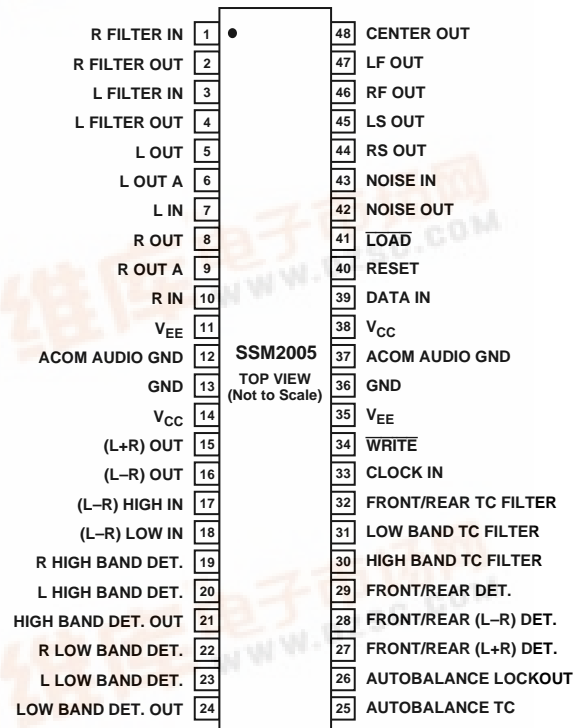 R FILTER IN 1
R FILTER OUT 2
L FILTER IN 3
L FILTER OUT 4
L OUT 5
L OUT A 6
L IN 7
R OUT 8
R OUT A 9
R IN 10
VEE 11
ACOM AUDIO GND 12
GND 13
VCC 14
(L+R) OUT 15
(L–R) OUT 16
(L–R) HIGH IN 17
(L–R) LOW IN 18
R HIGH BAND DET. 19
L HIGH BAND DET. 20
HIGH BAND DET. OUT 21
R LOW BAND DET. 22
L LOW BAND DET. 23
LOW BAND DET. OUT 24
SSM2005
TOP VIEW
(Not to Scale)
48 CENTER OUT
47 LF OUT
46 RF OUT
45 LS OUT
44 RS OUT
43 NOISE IN
42 NOISE OUT
41 LOAD
40 RESET
39 DATA IN
38 VCC
37 ACOM AUDIO GND
36 GND
35 VEE
34 WRITE
33 CLOCK IN
32 FRONT/REAR TC FILTER
31 LOW BAND TC FILTER
30 HIGH BAND TC FILTER
29 FRONT/REAR DET.
28 FRONT/REAR (L–R) DET.
27 FRONT/REAR (L+R) DET.
26 AUTOBALANCE LOCKOUT
25 AUTOBALANCE TC
维库电子市场网